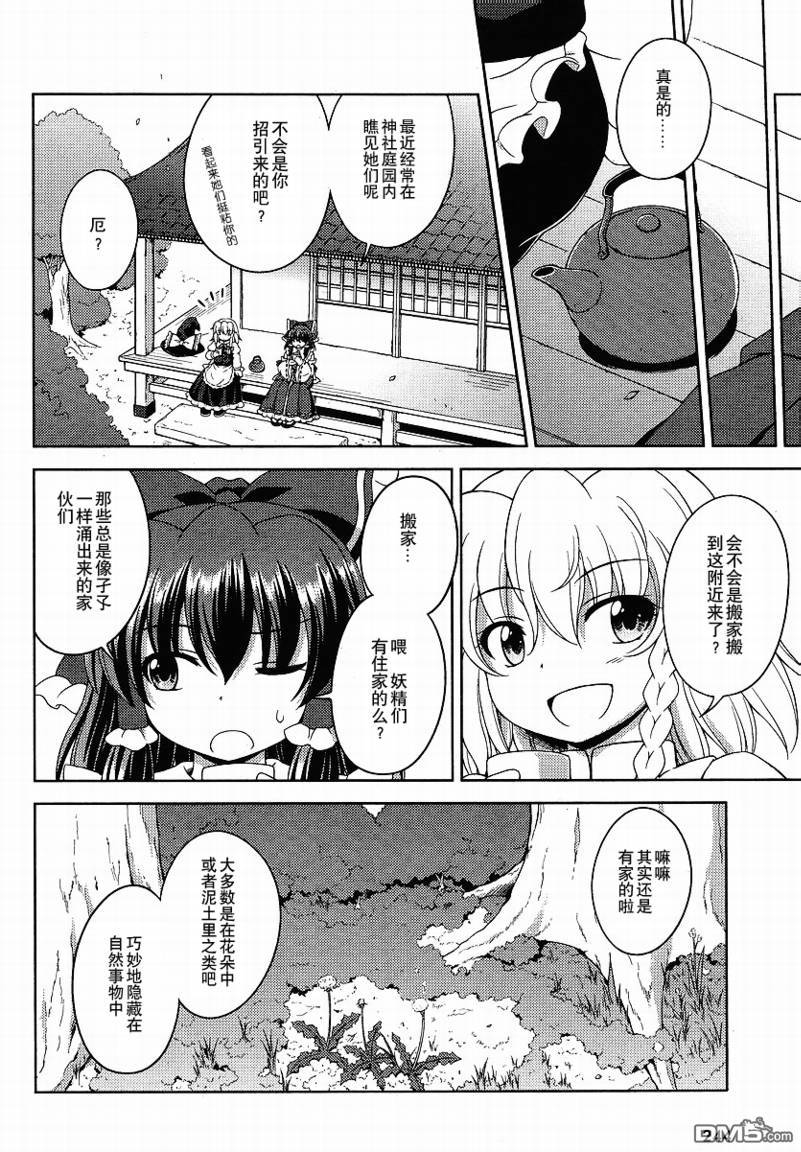 真是的……
最近经常在
神社庭园内
瞧见她们呢
不会是你
招引来的吧？
看起来她们挺粘你的
厄？
会不会是搬家搬
到这附近来了？
搬家…
喂 妖精们
有住家的么？
那些总是像孑孓
一样涌出来的家
伙们
嘛嘛
其实还是
有家的啦
大多数是在花朵中
或者泥土里之类吧
巧妙地隐藏在
自然事物中
DM5.com